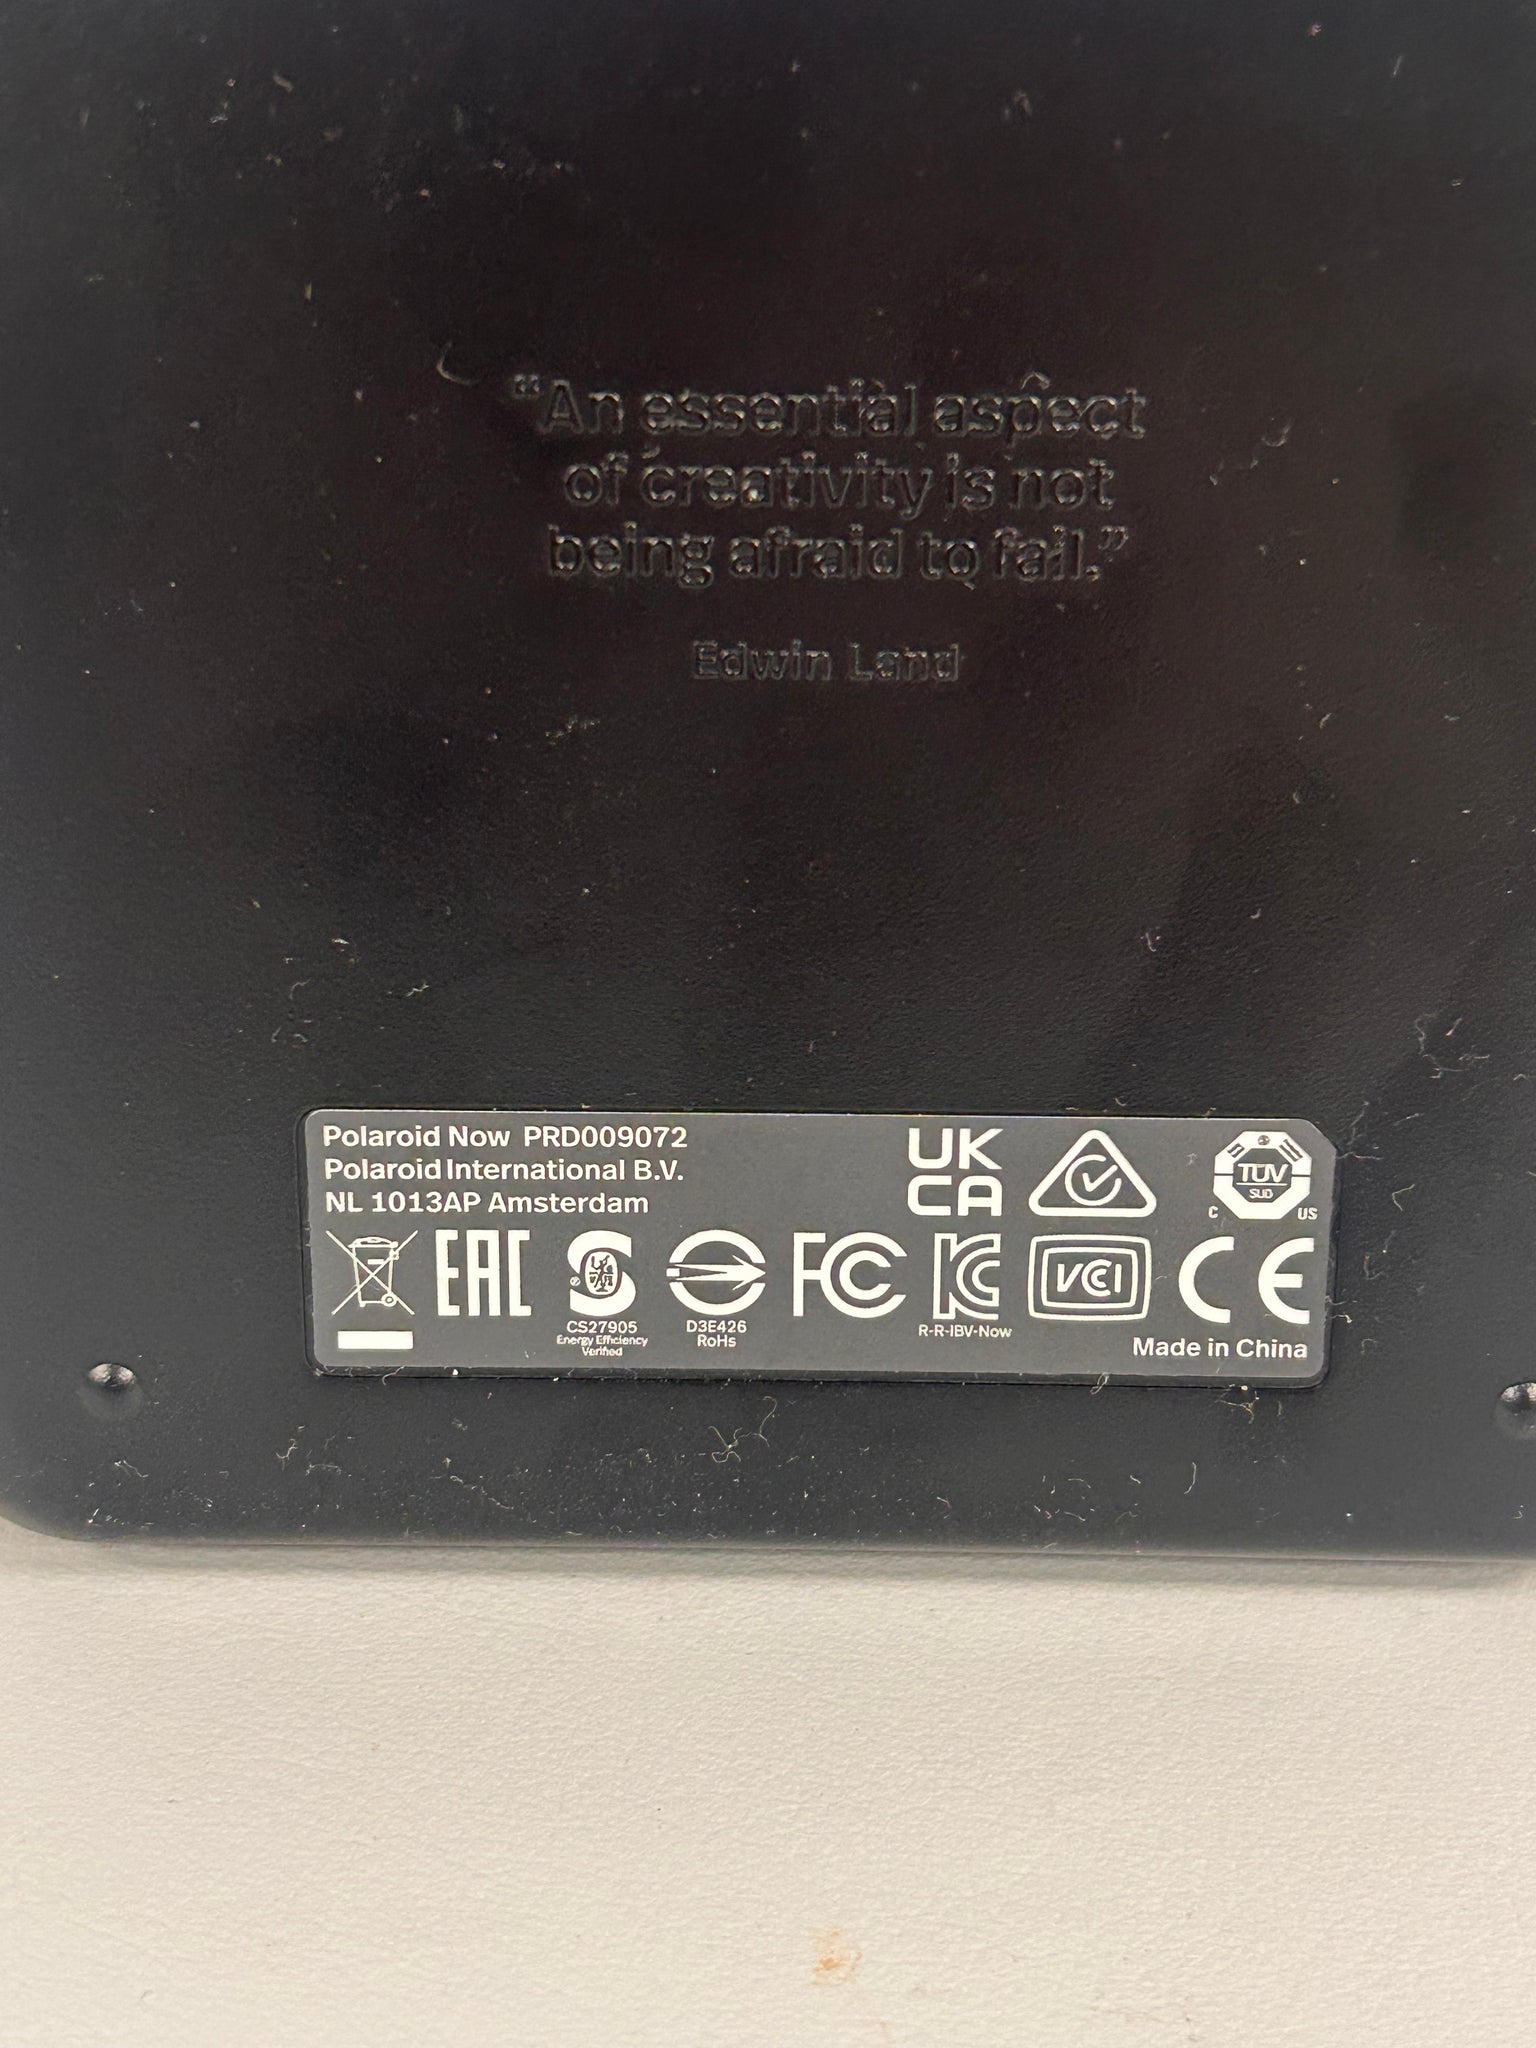 “An essential aspect
of creativity is not
being afraid to fail.”
Edwin Land
Polaroid Now PRD009072
Polaroid International B.V.
NL 1013AP Amsterdam
UK
CA
TÜV
SÜD
C US
EAC
CS27905
Energy Efficiency
Verified
D3E426
RoHs
FC
KC
R-R-IBV-Now
VCCI
CE
Made in China